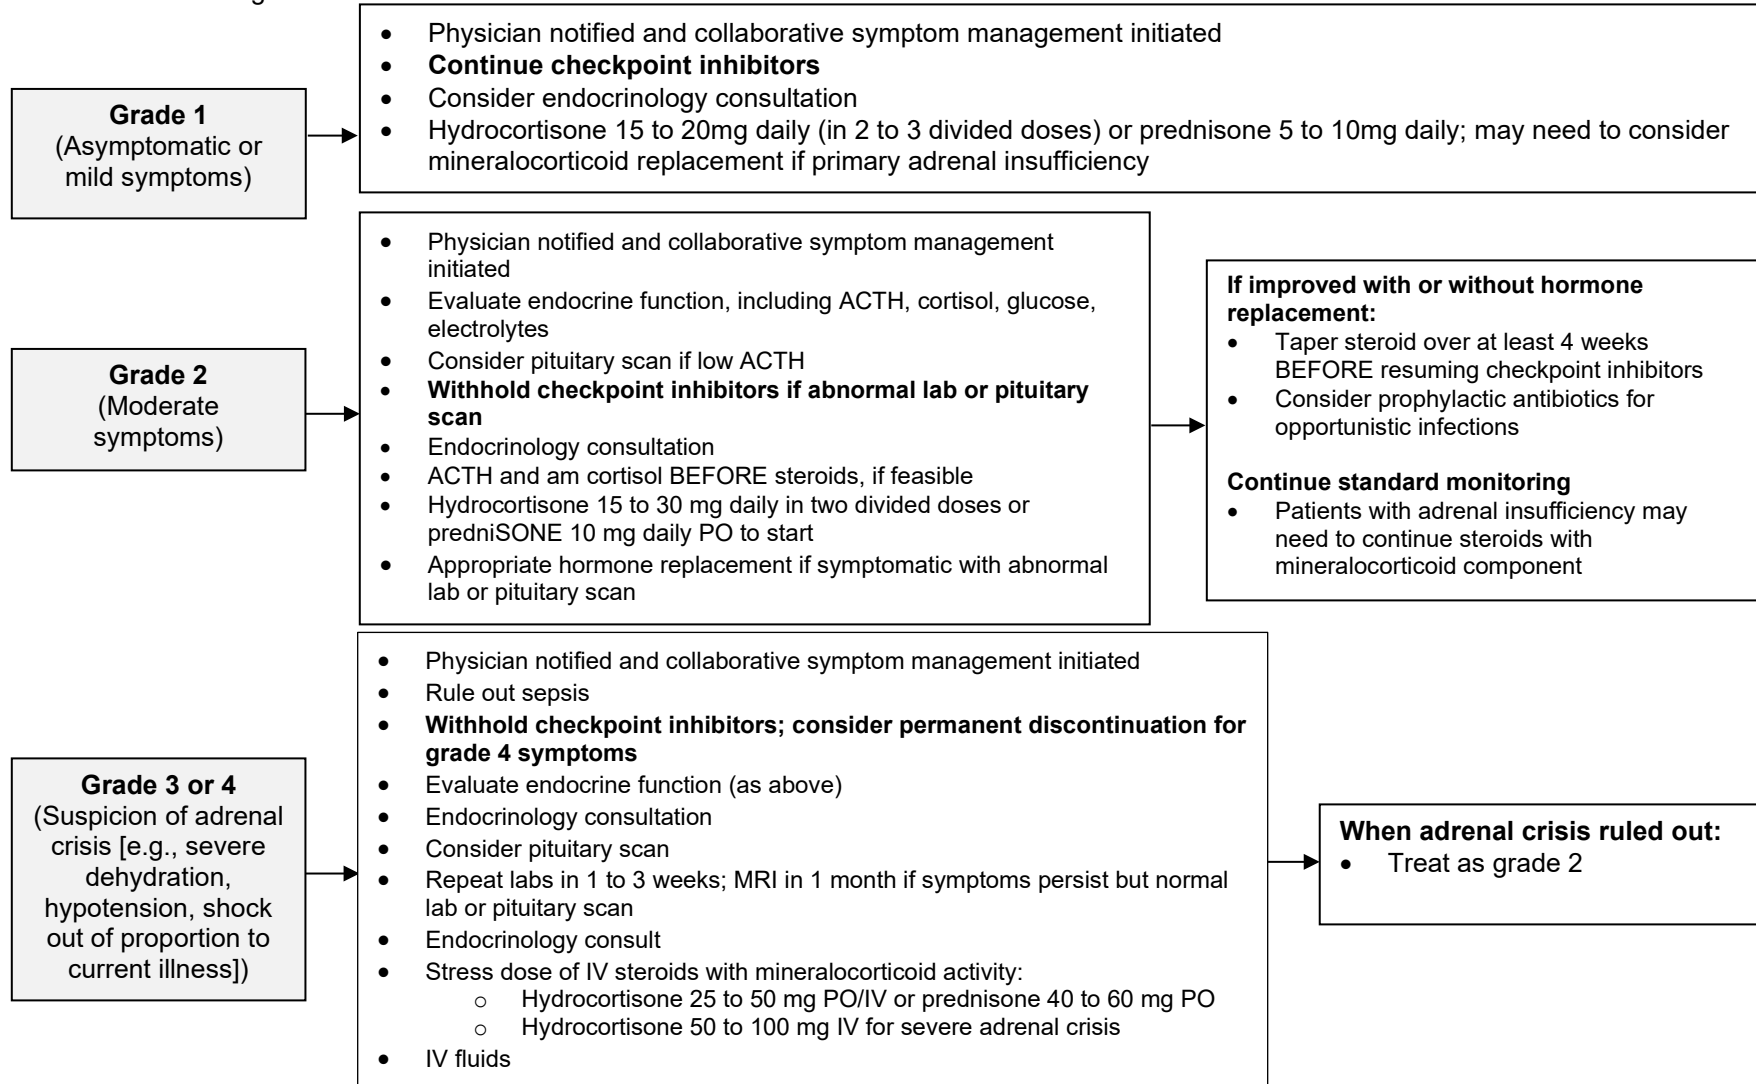 Grade 1
(Asymptomatic or
mild symptoms)
• Physician notified and collaborative symptom management initiated
• Continue checkpoint inhibitors
• Consider endocrinology consultation
• Hydrocortisone 15 to 20mg daily (in 2 to 3 divided doses) or prednisone 5 to 10mg daily; may need to consider
mineralocorticoid replacement if primary adrenal insufficiency
Grade 2
(Moderate
symptoms)
• Physician notified and collaborative symptom management
initiated
• Evaluate endocrine function, including ACTH, cortisol, glucose,
electrolytes
• Consider pituitary scan if low ACTH
• Withhold checkpoint inhibitors if abnormal lab or pituitary
scan
• Endocrinology consultation
• ACTH and am cortisol BEFORE steroids, if feasible
• Hydrocortisone 15 to 30 mg daily in two divided doses or
predniSONE 10 mg daily PO to start
• Appropriate hormone replacement if symptomatic with abnormal
lab or pituitary scan
If improved with or without hormone
replacement:
• Taper steroid over at least 4 weeks
BEFORE resuming checkpoint inhibitors
• Consider prophylactic antibiotics for
opportunistic infections
Continue standard monitoring
• Patients with adrenal insufficiency may
need to continue steroids with
mineralocorticoid component
Grade 3 or 4
(Suspicion of adrenal
crisis [e.g., severe
dehydration,
hypotension, shock
out of proportion to
current illness])
• Physician notified and collaborative symptom management initiated
• Rule out sepsis
• Withhold checkpoint inhibitors; consider permanent discontinuation for
grade 4 symptoms
• Evaluate endocrine function (as above)
• Endocrinology consultation
• Consider pituitary scan
• Repeat labs in 1 to 3 weeks; MRI in 1 month if symptoms persist but normal
lab or pituitary scan
• Endocrinology consult
• Stress dose of IV steroids with mineralocorticoid activity:
o Hydrocortisone 25 to 50 mg PO/IV or prednisone 40 to 60 mg PO
o Hydrocortisone 50 to 100 mg IV for severe adrenal crisis
• IV fluids
When adrenal crisis ruled out:
• Treat as grade 2